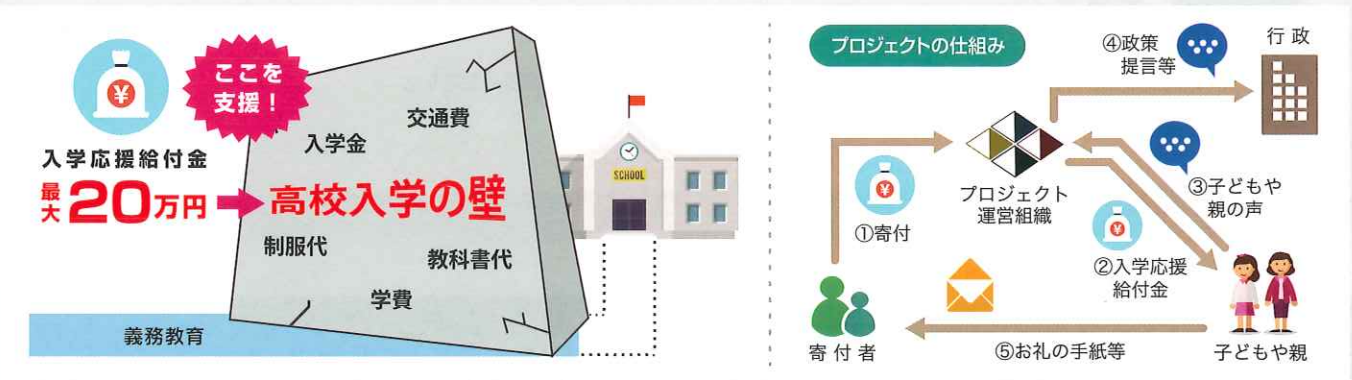 ここを
支援！
¥
入学応援給付金
最大20万円
交通費
入学金
高校入学の壁
制服代
教科書代
学費
義務教育
SCHOOL
プロジェクトの仕組み
④政策
提言等
行政
プロジェクト
運営組織
¥
①寄付
③子どもや
親の声
¥
②入学応援
給付金
寄付者
⑤お礼の手紙等
子どもや親